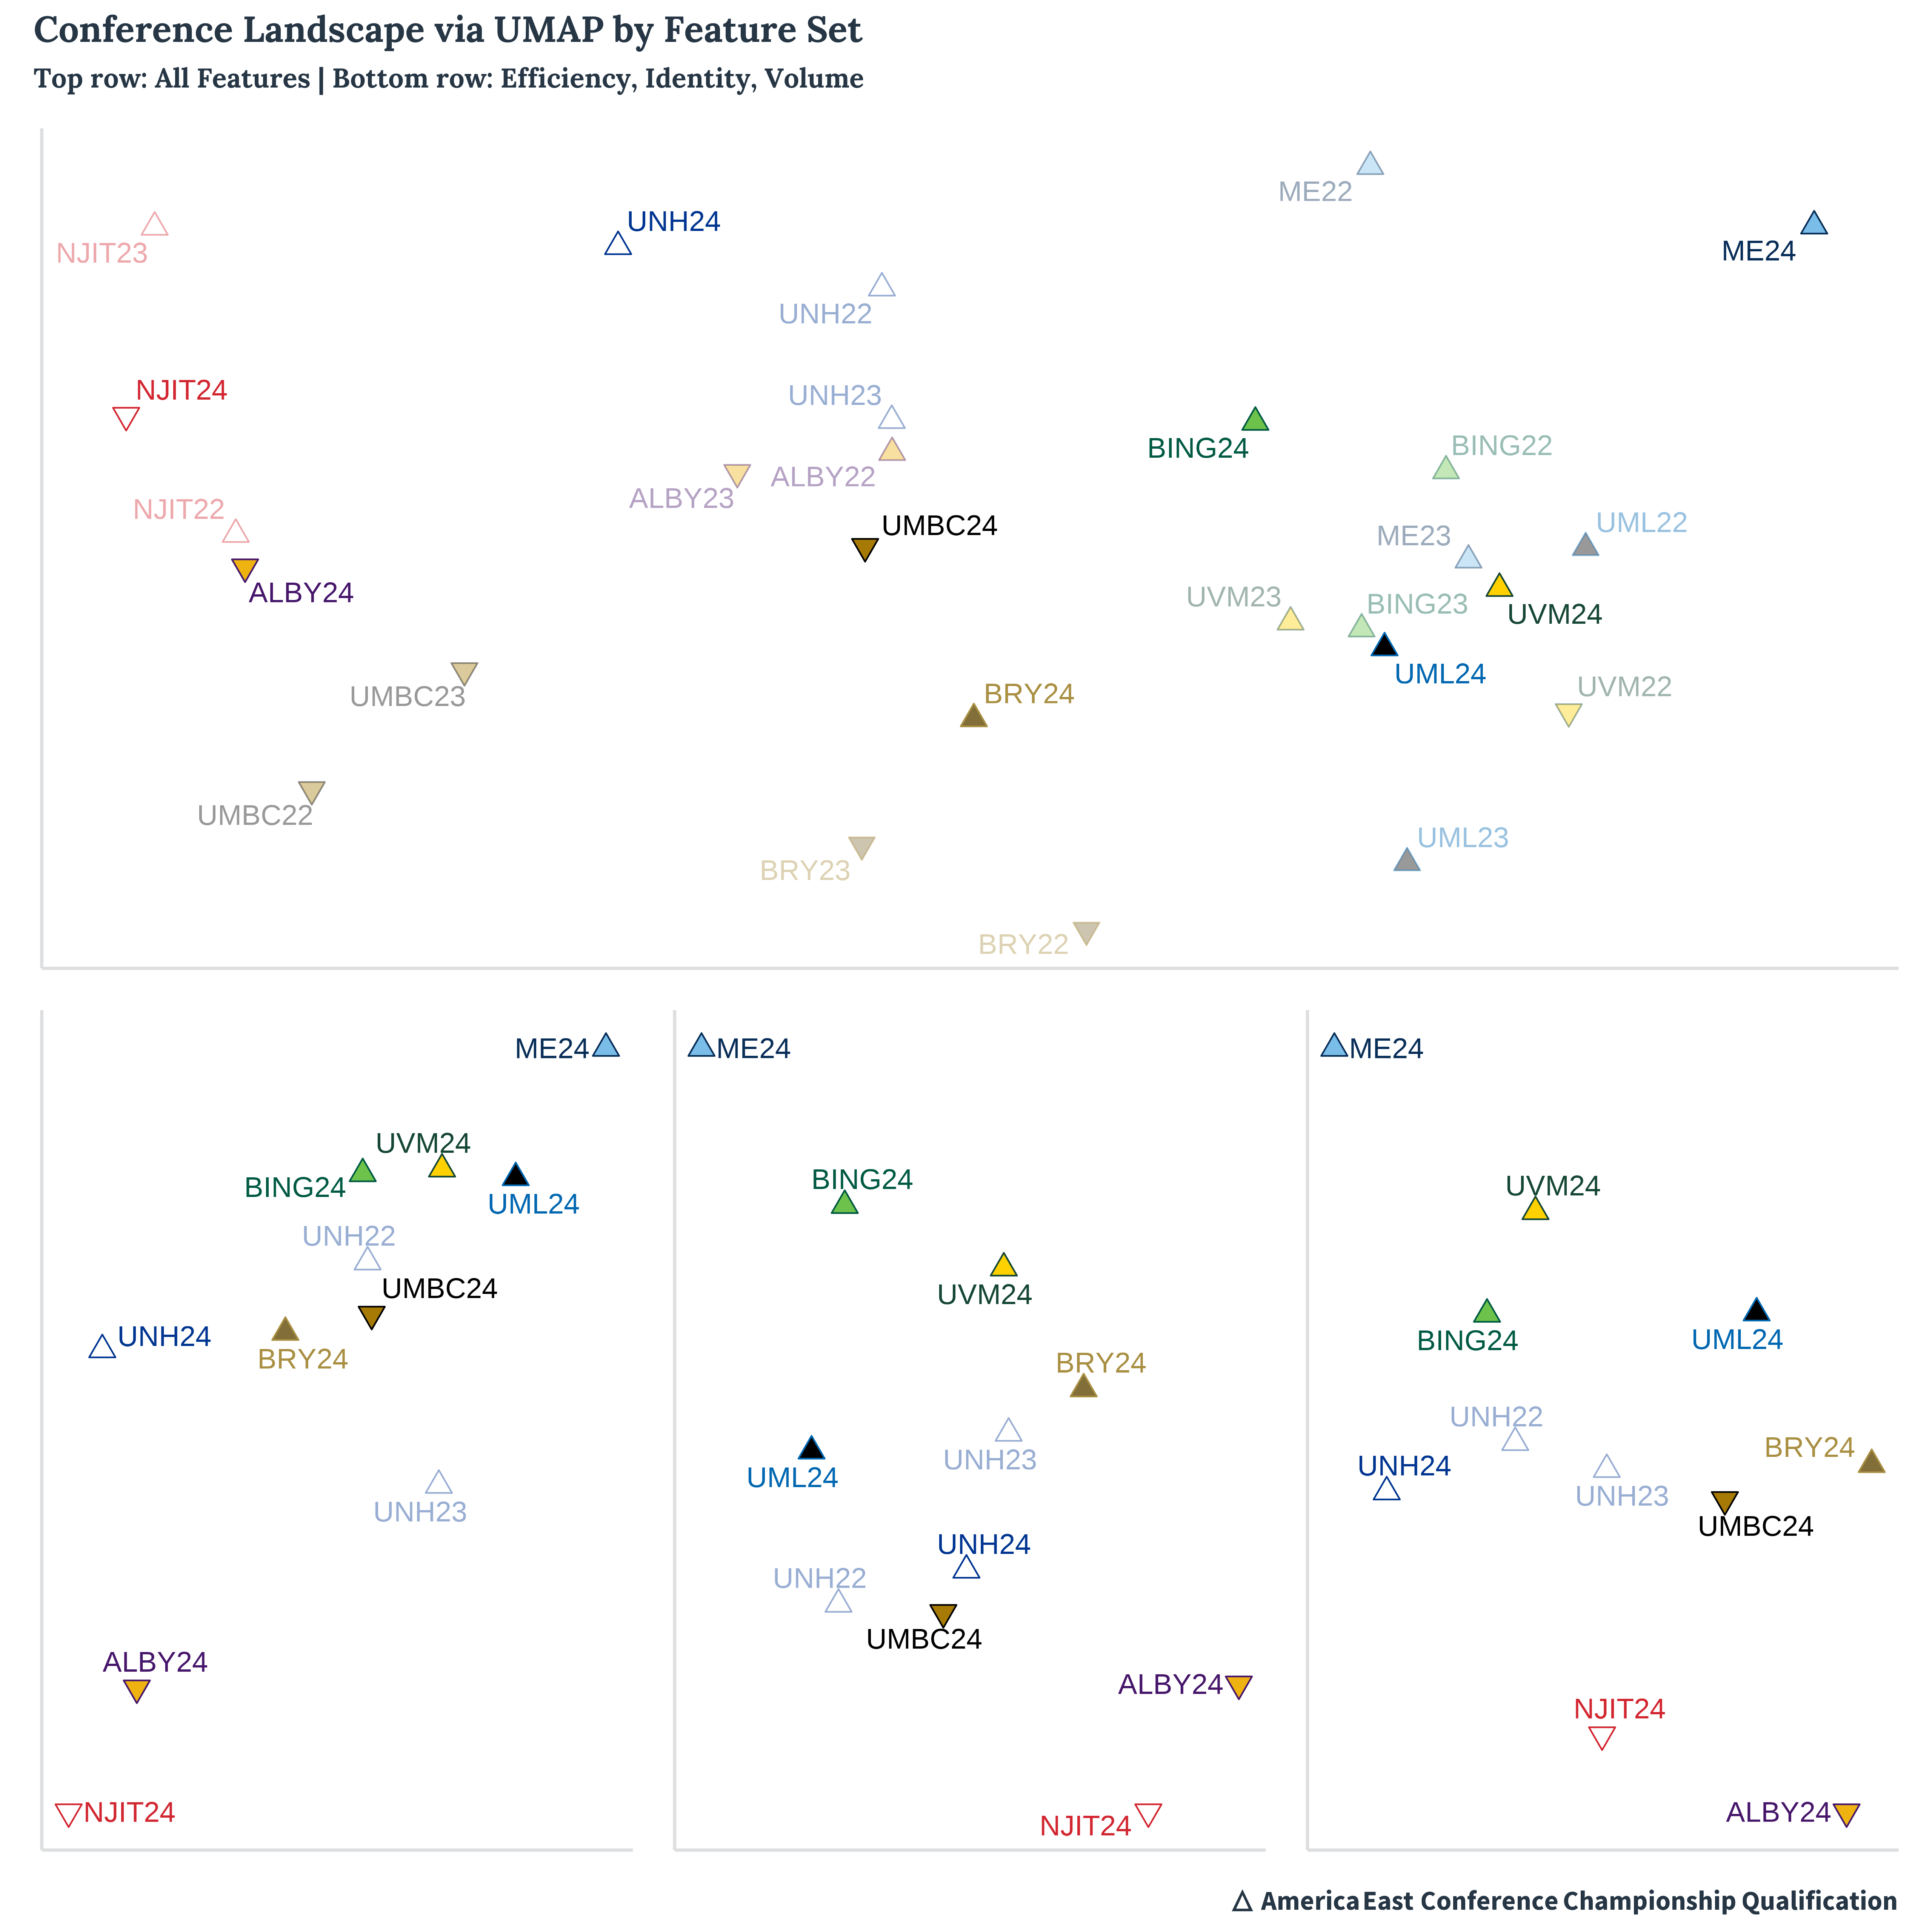 Conference Landscape via UMAP by Feature Set
Top row: All Features | Bottom row: Efficiency, Identity, Volume
ME22
NJIT23
UNH24
ME24
UNH22
NJIT24
UNH23
BING24
BING22
ALBY22
ALBY23
NJIT22
UMBC24
UML22
ME23
ALBY24
UVM23
BING23
UVM24
UML24
UVM22
UMBC23
BRY24
UMBC22
UML23
BRY23
BRY22
ME24
UVM24
BING24
UML24
UNH22
UMBC24
UNH24
BRY24
UNH23
ALBY24
NJIT24
ME24
BING24
UVM24
BRY24
UNH23
UML24
UNH24
UNH22
UMBC24
ALBY24
NJIT24
ME24
UVM24
BING24
UML24
UNH22
BRY24
UNH24
UNH23
UMBC24
NJIT24
ALBY24
America East Conference Championship Qualification